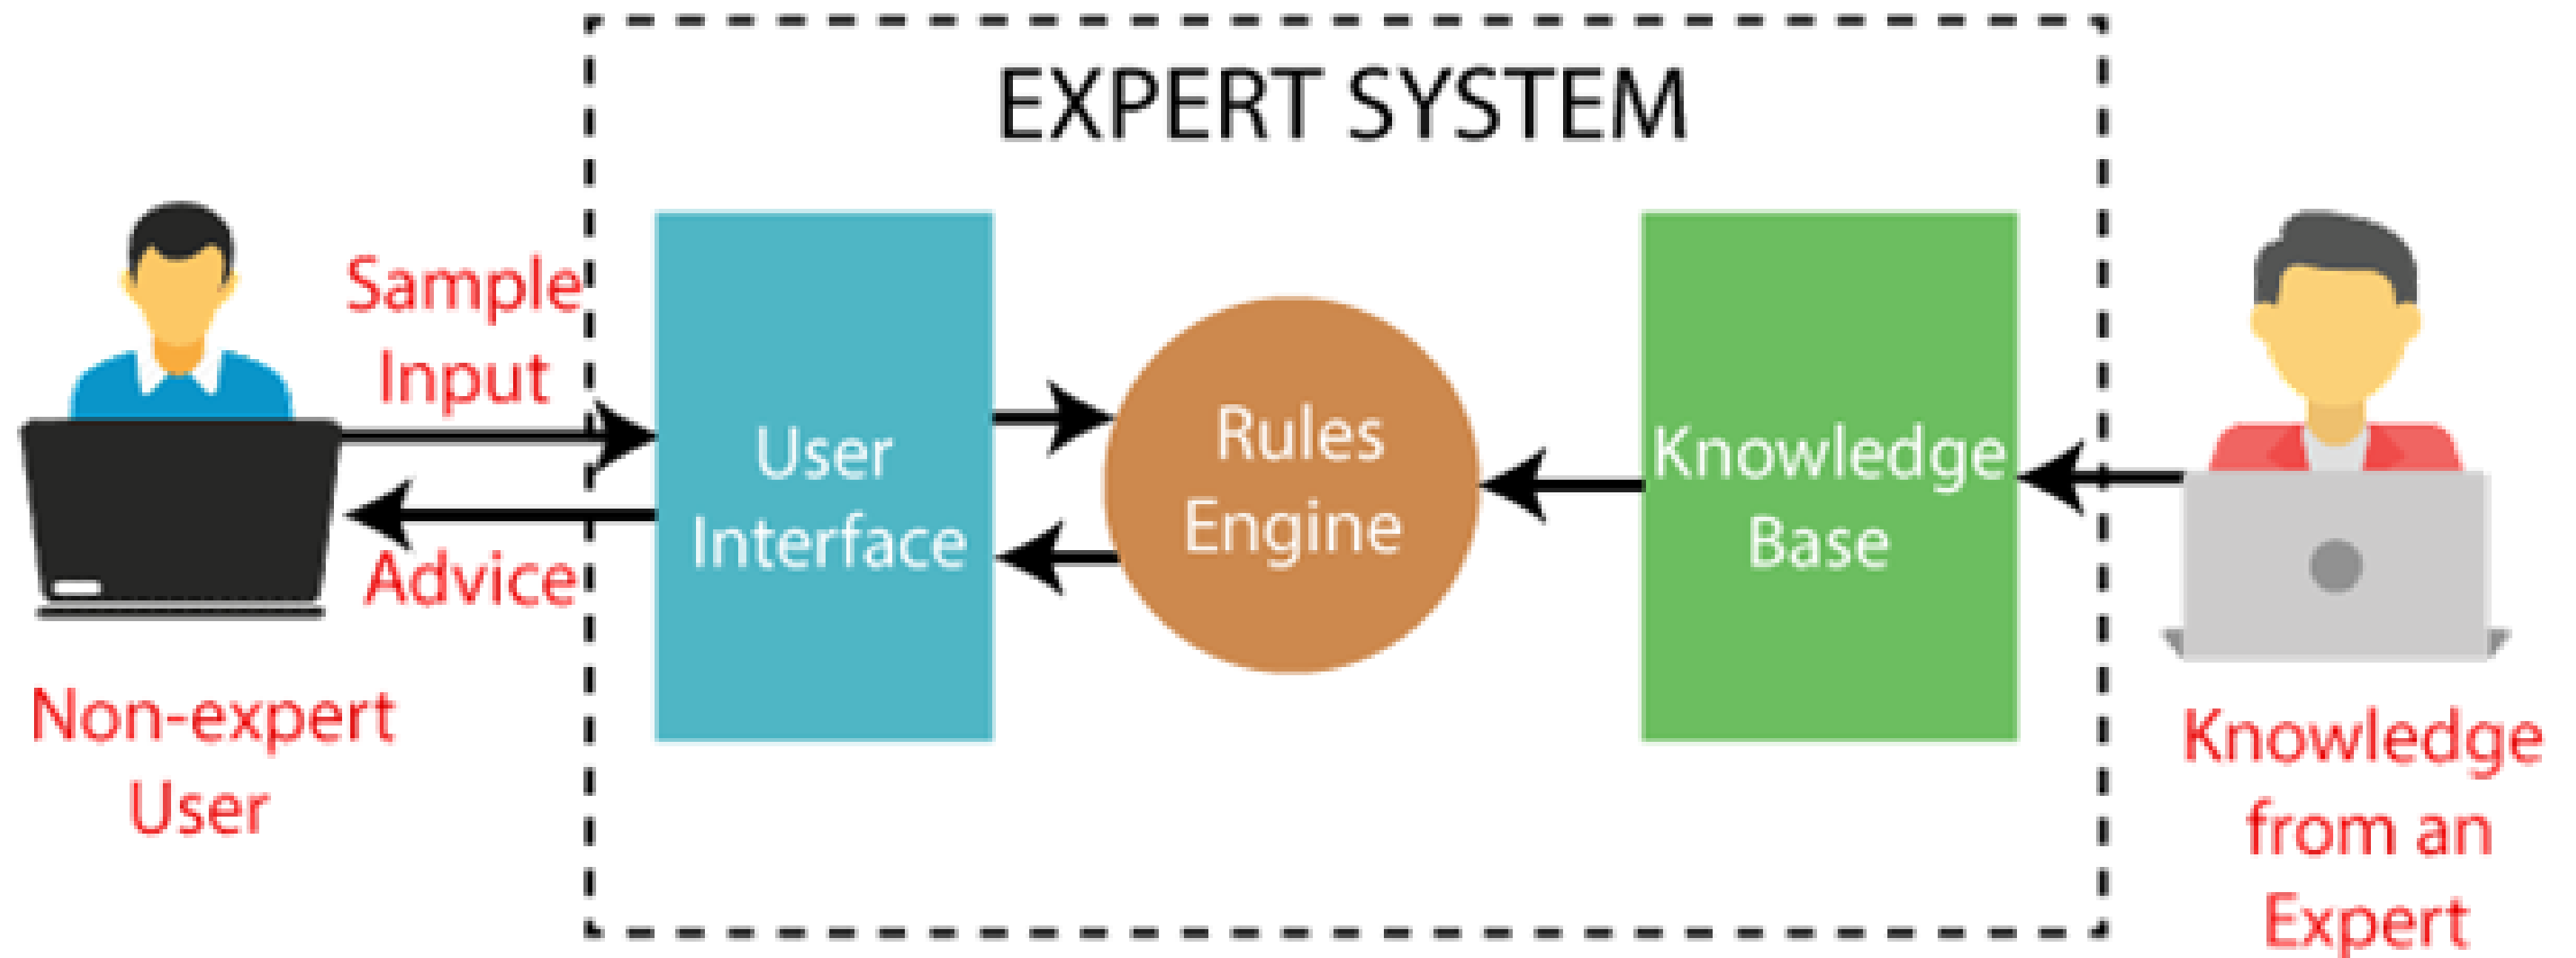 EXPERT SYSTEM
Sample
Input
Advice
Non-expert
User
User
Interface
Rules
Engine
Knowledge
Base
Knowledge
from an
Expert